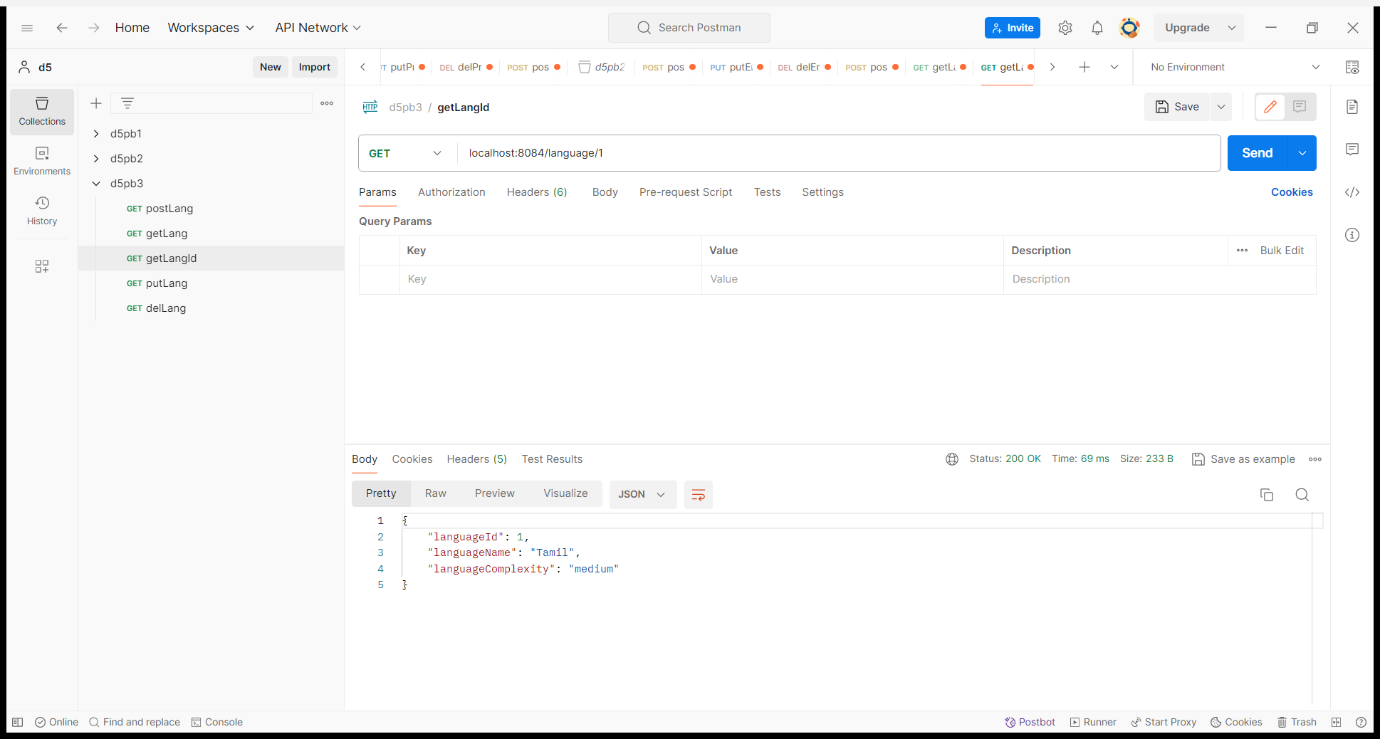 Home Workspaces API Network Search Postman Invite Upgrade
d5 New Import putPu DEL delPr POST pos d5pb2 POST pos PUT putE DEL delEr POST pos GET getLa GET getLa No Environment
Collections
Environments
History
d5pb1
d5pb2
d5pb3
GET postLang
GET getLang
GET getLangId
GET putLang
GET delLang
HTTP d5pb3 / getLangId Save
GET localhost:8084/language/1 Send
Params Authorization Headers (6) Body Pre-request Script Tests Settings Cookies
Query Params
Key Value Description Bulk Edit
Key Value Description
Body Cookies Headers (5) Test Results Status: 200 OK Time: 69 ms Size: 233 B Save as example
Pretty Raw Preview Visualize JSON
1 {
2 "languageId": 1,
3 "languageName": "Tamil",
4 "languageComplexity": "medium"
5 }
Online Find and replace Console Postbot Runner Start Proxy Cookies Trash